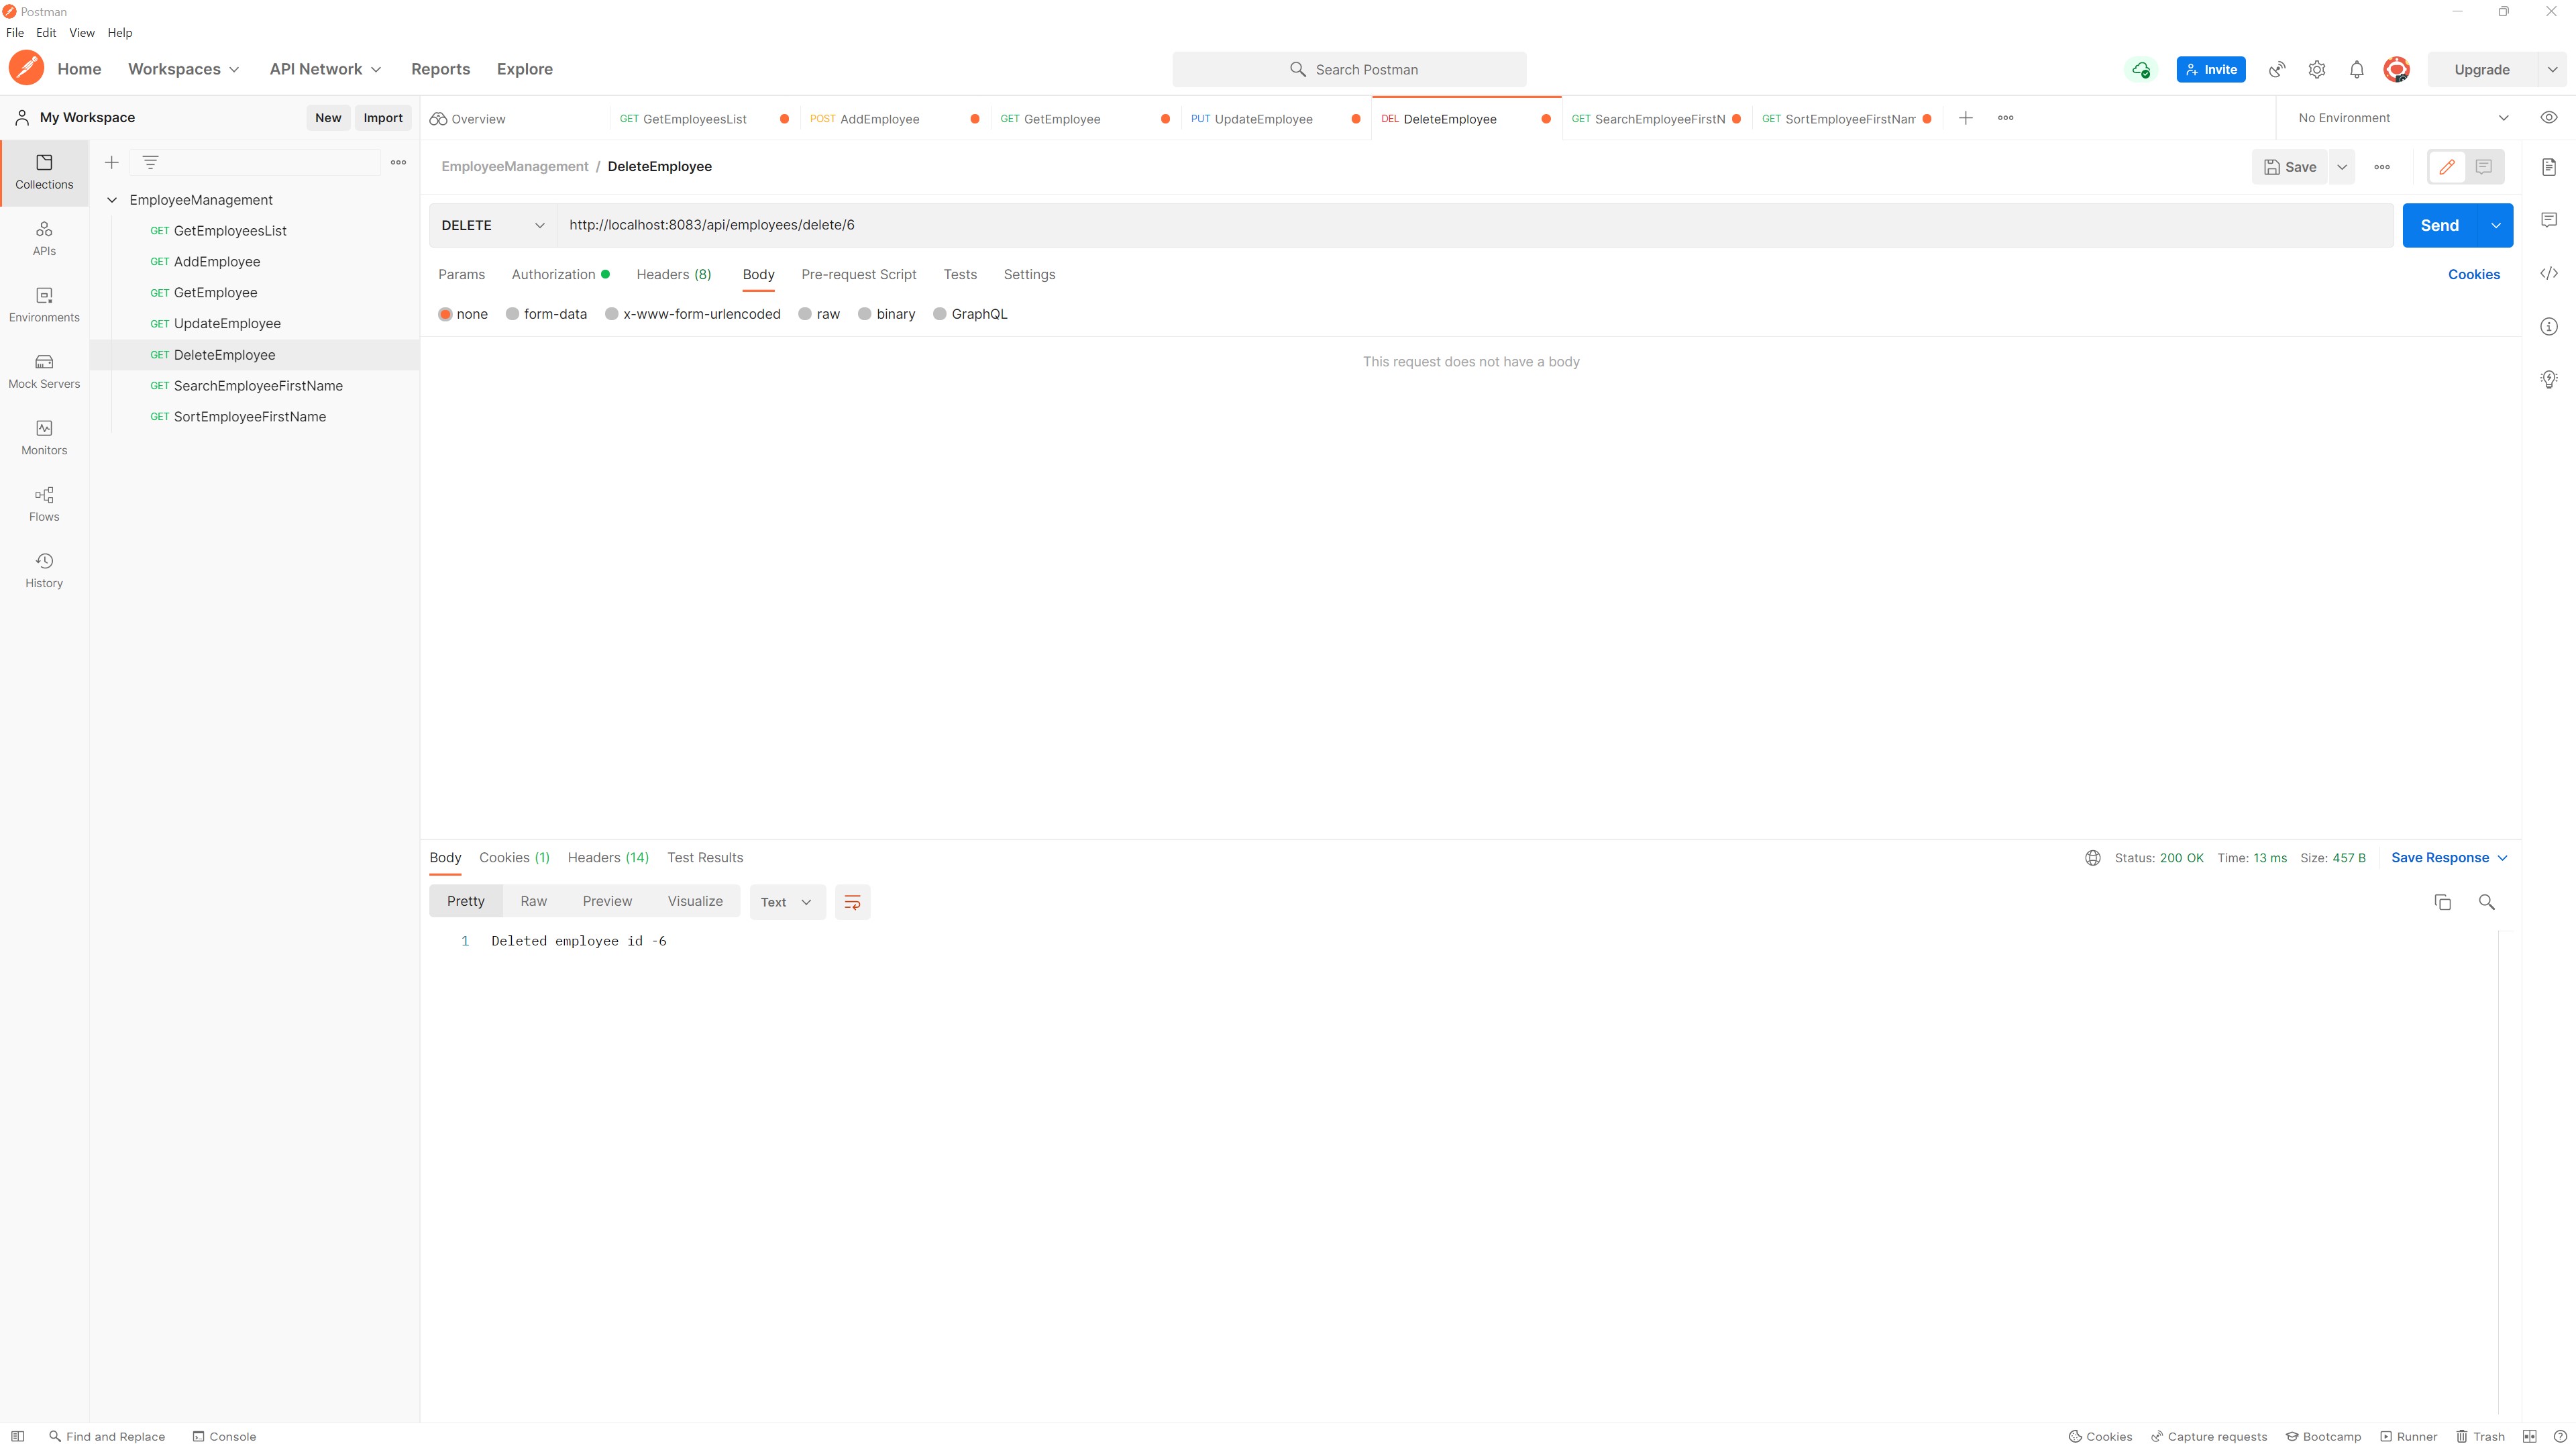 Postman
File Edit View Help
Home Workspaces API Network Reports Explore Search Postman Invite Upgrade
My Workspace New Import
Overview GET GetEmployeesList POST AddEmployee GET GetEmployee PUT UpdateEmployee DEL DeleteEmployee GET SearchEmployeeFirstN GET SortEmployeeFirstNam No Environment
Collections
APIs
Environments
Mock Servers
Monitors
Flows
History
EmployeeManagement
GET GetEmployeesList
GET AddEmployee
GET GetEmployee
GET UpdateEmployee
GET DeleteEmployee
GET SearchEmployeeFirstName
GET SortEmployeeFirstName
EmployeeManagement / DeleteEmployee Save
DELETE http://localhost:8083/api/employees/delete/6 Send
Params Authorization Headers (8) Body Pre-request Script Tests Settings Cookies
none form-data x-www-form-urlencoded raw binary GraphQL
This request does not have a body
Body Cookies (1) Headers (14) Test Results Status: 200 OK Time: 13 ms Size: 457 B Save Response
Pretty Raw Preview Visualize Text
1 Deleted employee id -6
Find and Replace Console Cookies Capture requests Bootcamp Runner Trash